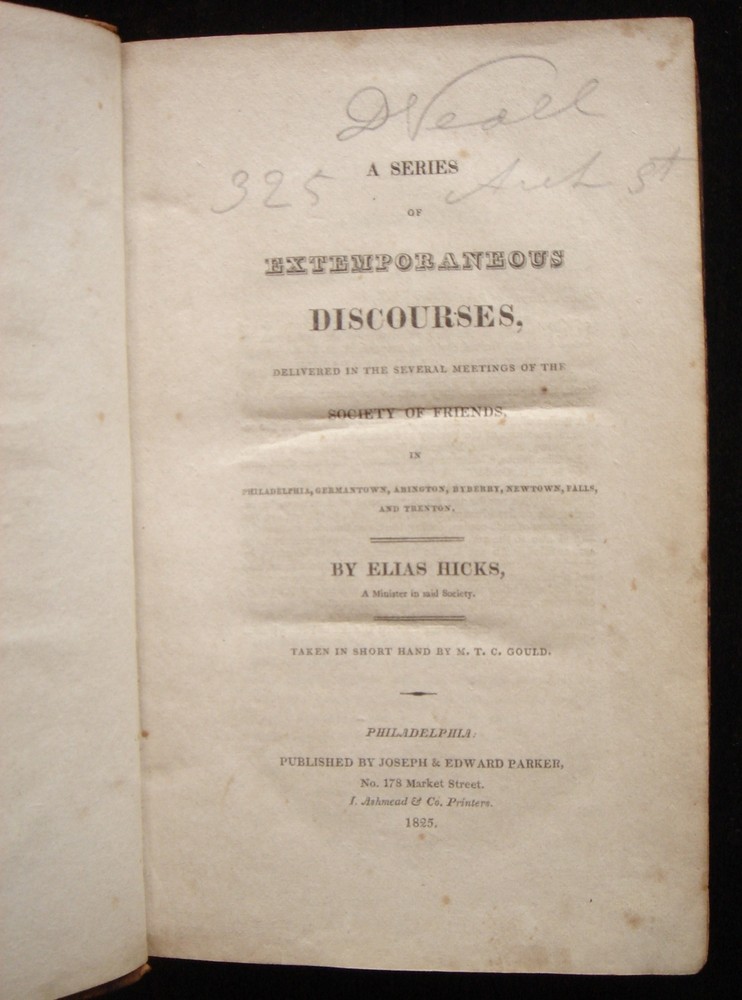 D Neall
A SERIES
325 Arch St
OF
EXTEMPORANEOUS
DISCOURSES,
DELIVERED IN THE SEVERAL MEETINGS OF THE
SOCIETY OF FRIENDS,
IN
PHILADELPHIA, GERMANTOWN, ABINGTON, BYBERRY, NEWTOWN, FALLS,
AND TRENTON.
BY ELIAS HICKS,
A Minister in said Society.
TAKEN IN SHORT HAND BY M. T. C. GOULD.
PHILADELPHIA:
PUBLISHED BY JOSEPH & EDWARD PARKER,
No. 178 Market Street.
I. Ashmead & Co. Printers.
1825.